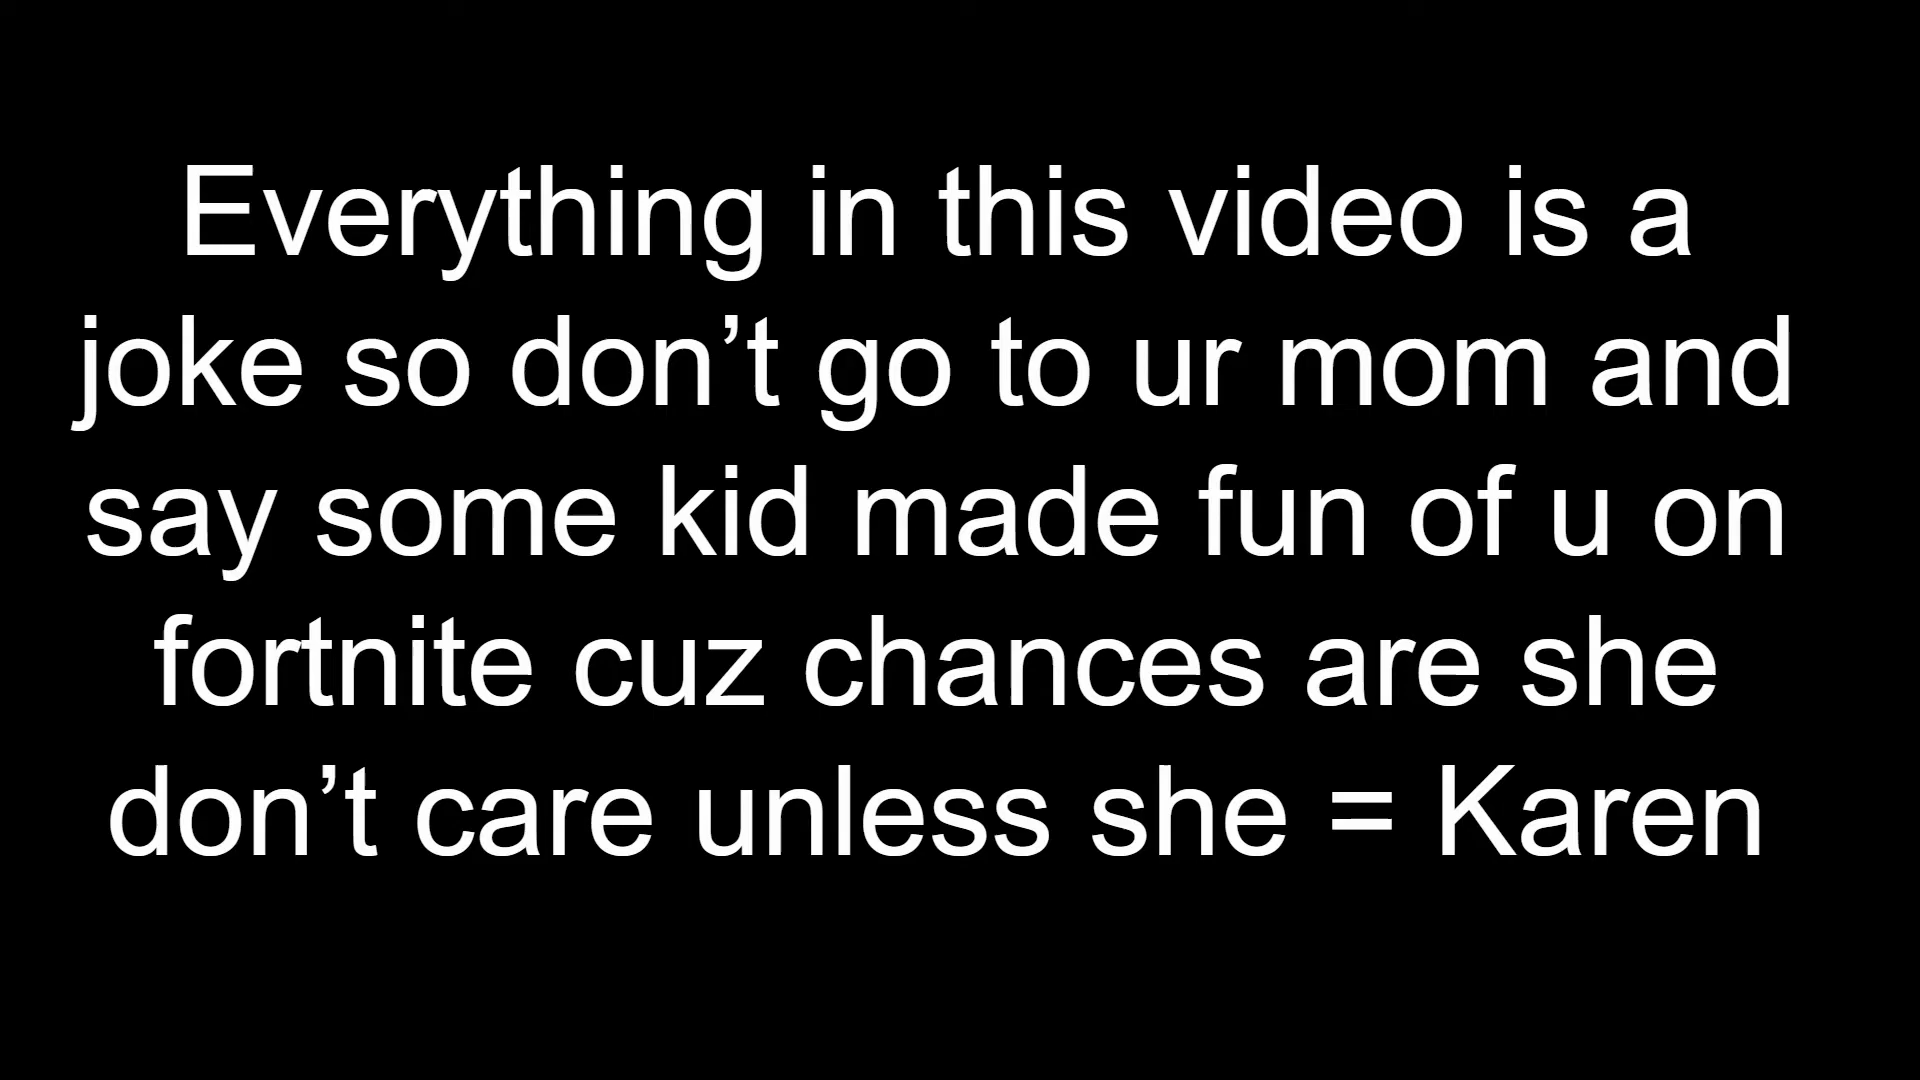 Everything in this video is a
joke so don’t go to ur mom and
say some kid made fun of u on
fortnite cuz chances are she
don’t care unless she = Karen